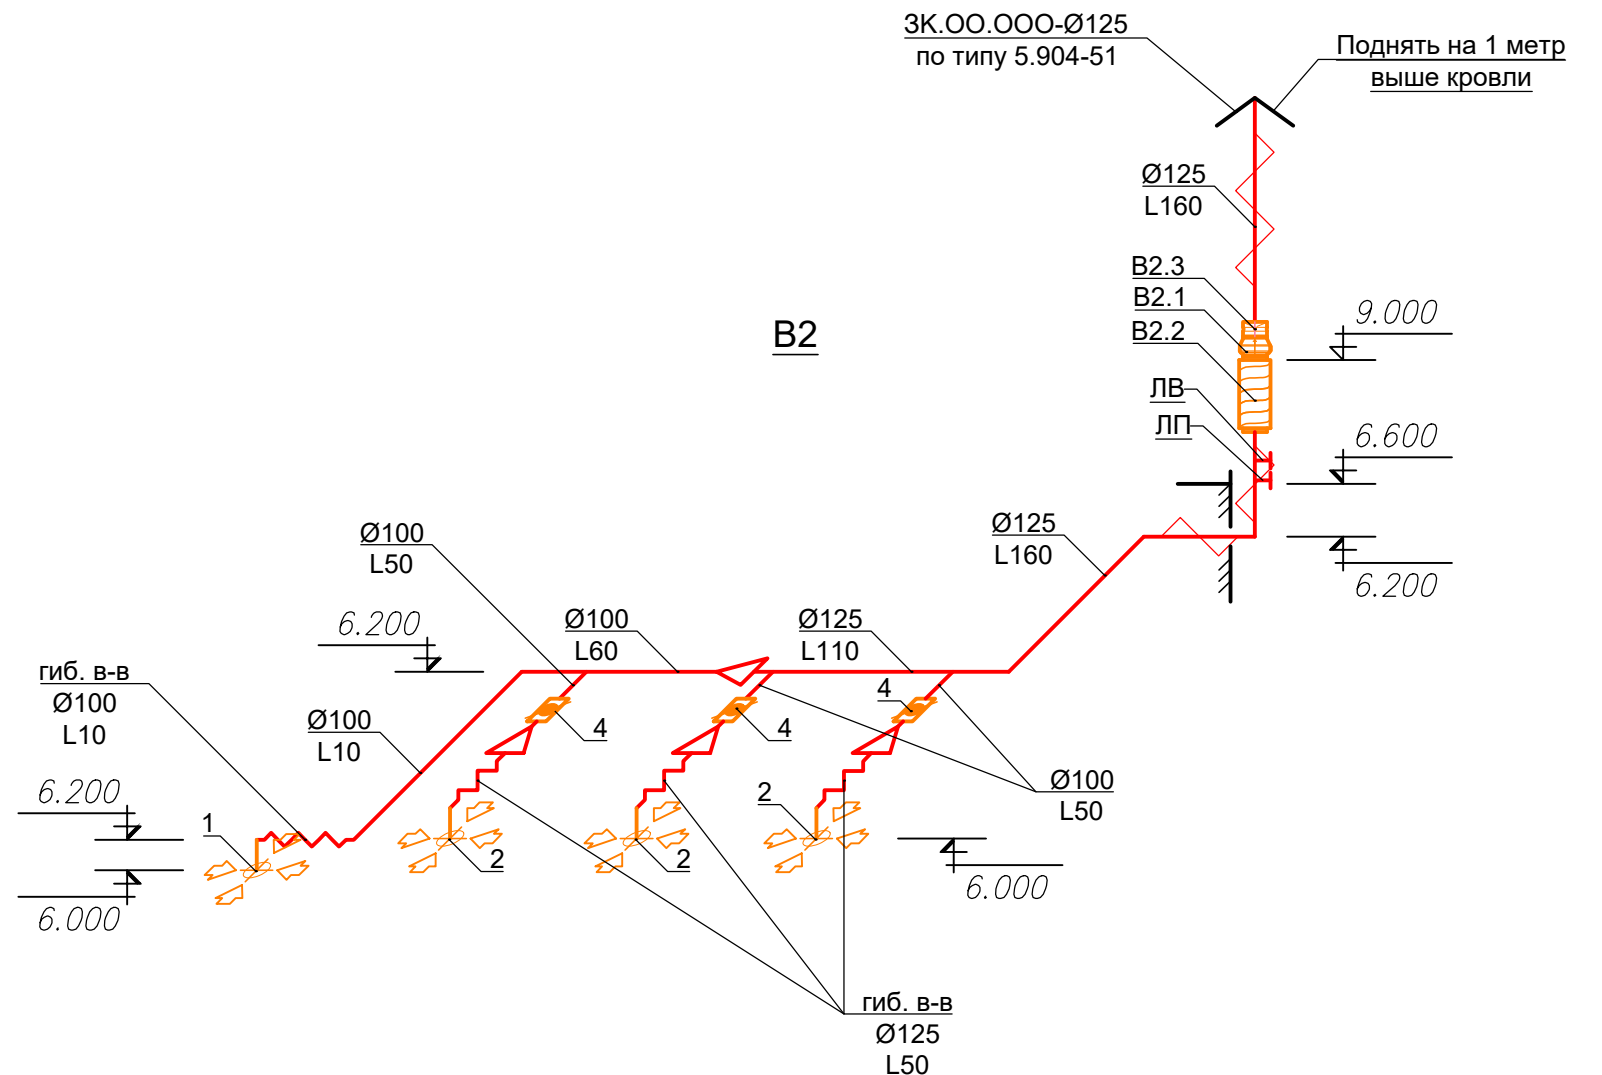 ЗК.ОО.ООО-Ø125
по типу 5.904-51
Поднять на 1 метр
выше кровли
Ø125
L160
В2.3
В2.1
В2.2
9.000
В2
ЛВ
ЛП
6.600
Ø125
L160
6.200
Ø100
L50
6.200
Ø100
L60
Ø125
L110
гиб. в-в
Ø100
L10
Ø100
L10
4
4
4
Ø100
L50
6.200
1
6.000
2
2
2
6.000
гиб. в-в
Ø125
L50